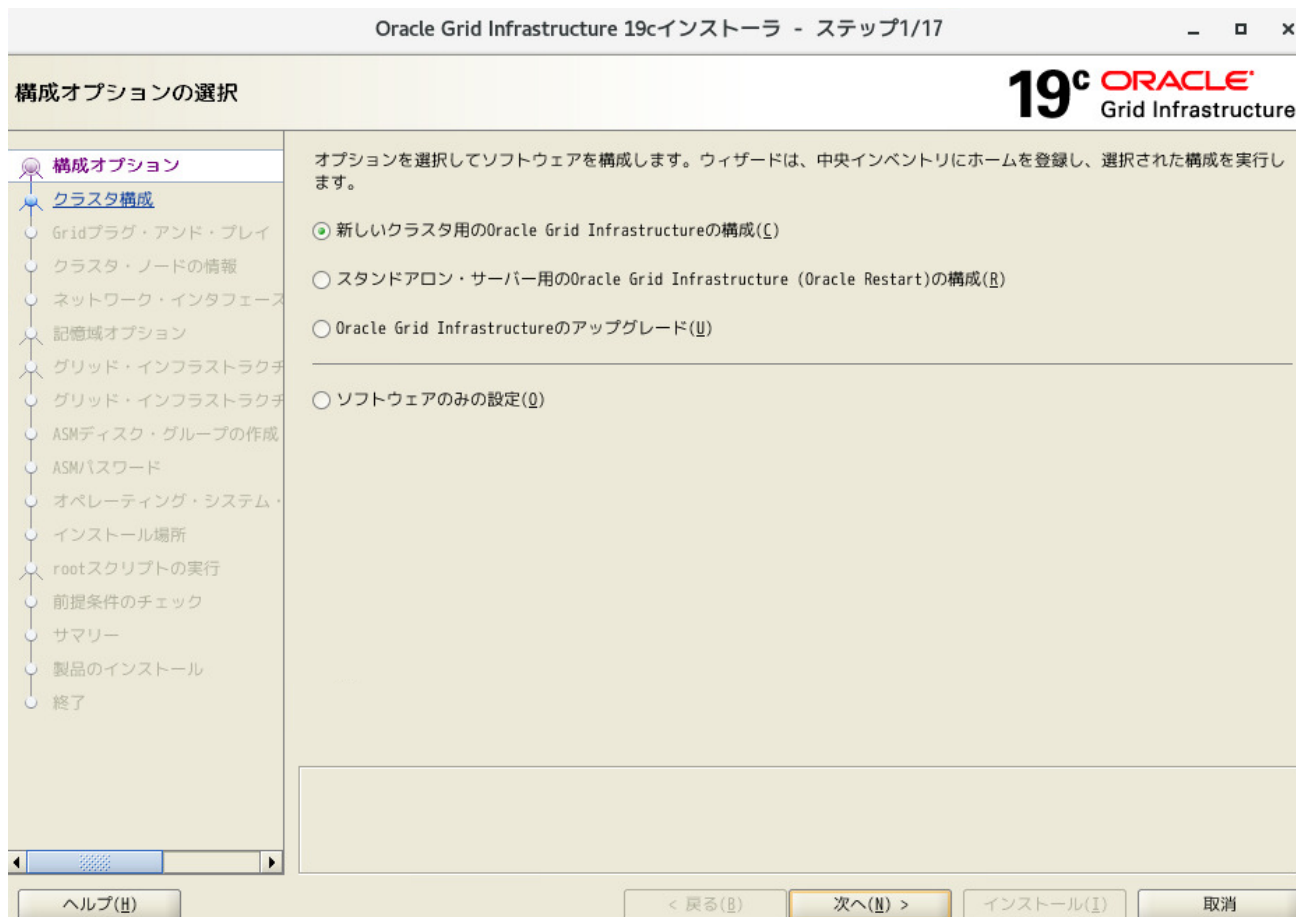 Oracle Grid Infrastructure 19cインストーラ - ステップ1/17
構成オプションの選択
19c ORACLE
Grid Infrastructure
構成オプション
クラスタ構成
Gridプラグ・アンド・プレイ
クラスタ・ノードの情報
ネットワーク・インタフェース
記憶域オプション
グリッド・インフラストラクチ
グリッド・インフラストラクチ
ASMディスク・グループの作成
ASMパスワード
オペレーティング・システム・
インストール場所
rootスクリプトの実行
前提条件のチェック
サマリー
製品のインストール
終了
オプションを選択してソフトウェアを構成します。ウィザードは、中央インベントリにホームを登録し、選択された構成を実行し
ます。
新しいクラスタ用のOracle Grid Infrastructureの構成(C)
スタンドアロン・サーバー用のOracle Grid Infrastructure (Oracle Restart)の構成(R)
Oracle Grid Infrastructureのアップグレード(U)
ソフトウェアのみの設定(O)
ヘルプ(H)
< 戻る(B)
次へ(N) >
インストール(I)
取消